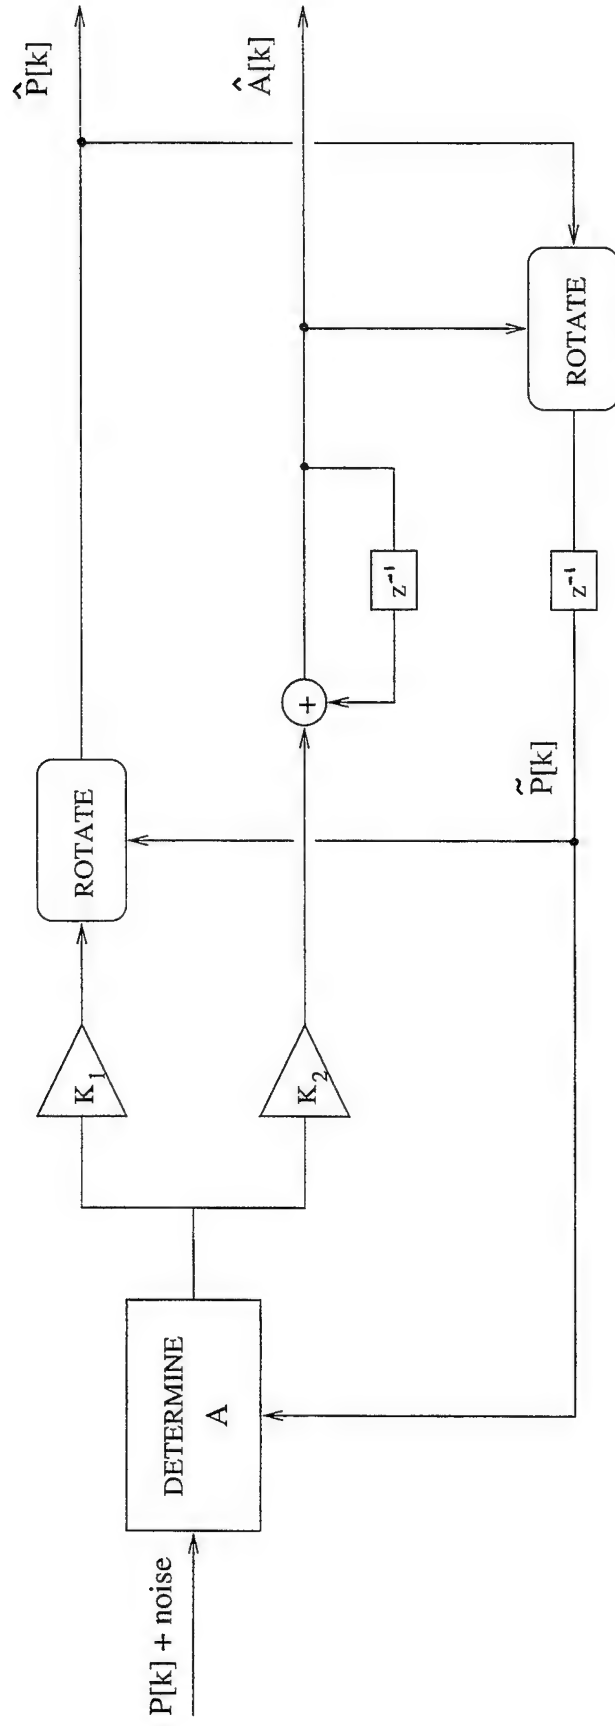 P[k] + noise
DETERMINE
A
K₁
K₂
ROTATE
+
z⁻¹
P̃[k]
z⁻¹
ROTATE
P̂[k]
Â[k]